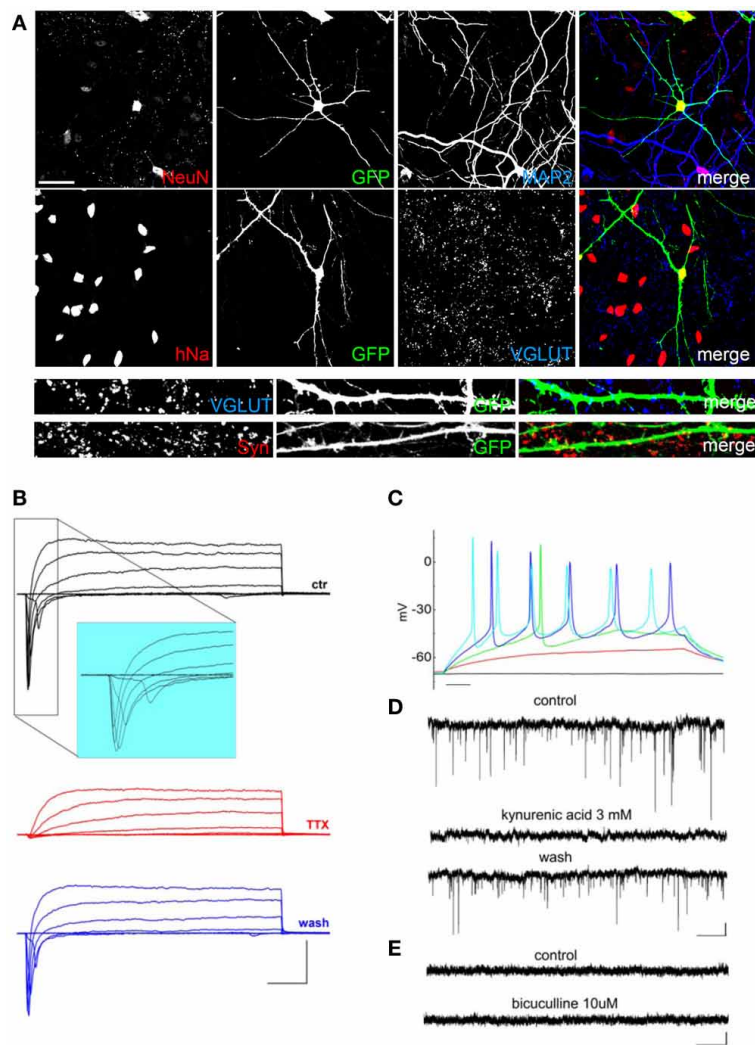 A
NeuN
GFP
MAP2
merge
hNa
GFP
VGLUT
merge
VGLUT
GFP
merge
Syn
GFP
merge
B
ctr
TTX
wash
C
0
-30
-60
mV
D
control
kynurenic acid 3 mM
wash
E
control
bicuculline 10uM